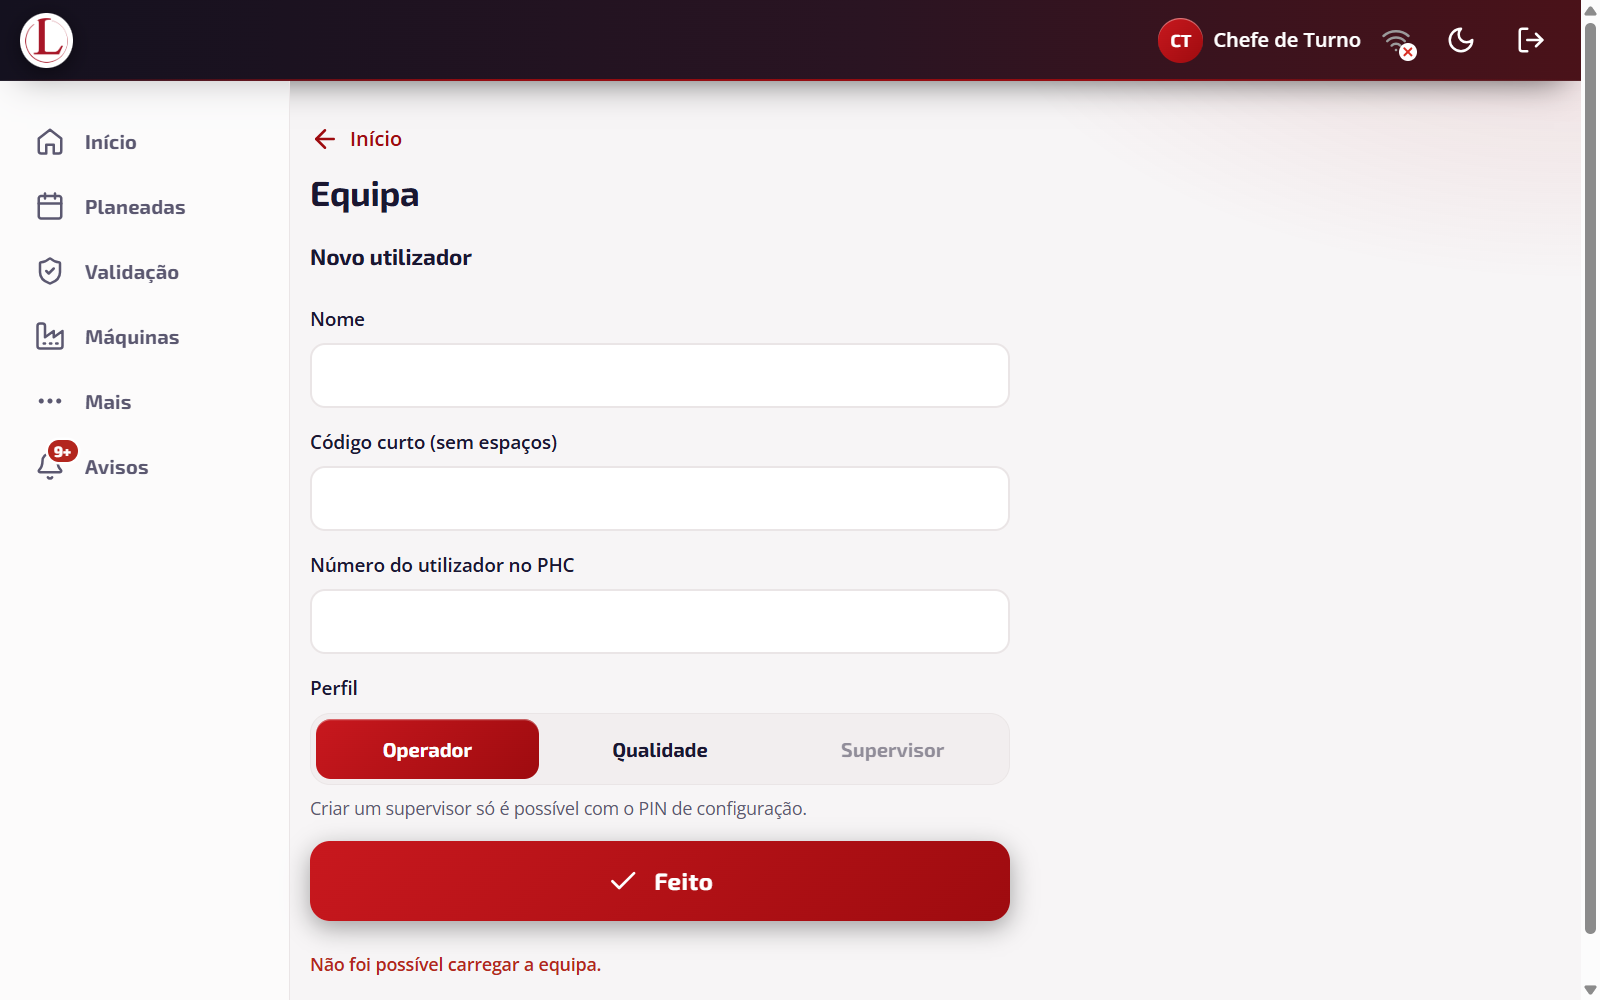 L
CT
Chefe de Turno
Início
Planeadas
Validação
Máquinas
Mais
9+
Avisos
Início
Equipa
Novo utilizador
Nome
Código curto (sem espaços)
Número do utilizador no PHC
Perfil
Operador
Qualidade
Supervisor
Criar um supervisor só é possível com o PIN de configuração.
Feito
Não foi possível carregar a equipa.